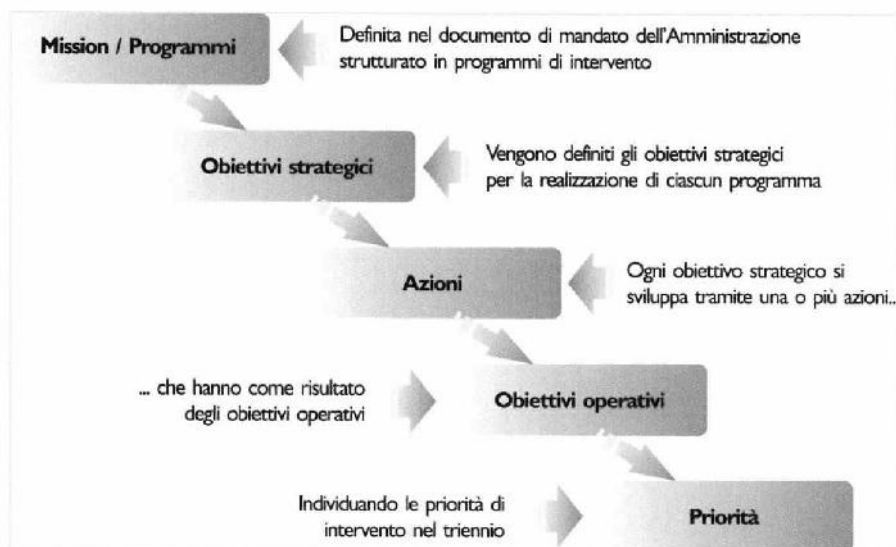 Mission / Programmi
Definita nel documento di mandato dell'Amministrazione
strutturato in programmi di intervento
Obiettivi strategici
Vengono definiti gli obiettivi strategici
per la realizzazione di ciascun programma
Azioni
Ogni obiettivo strategico si
sviluppa tramite una o più azioni...
... che hanno come risultato
degli obiettivi operativi
Obiettivi operativi
Individuando le priorità di
intervento nel triennio
Priorità